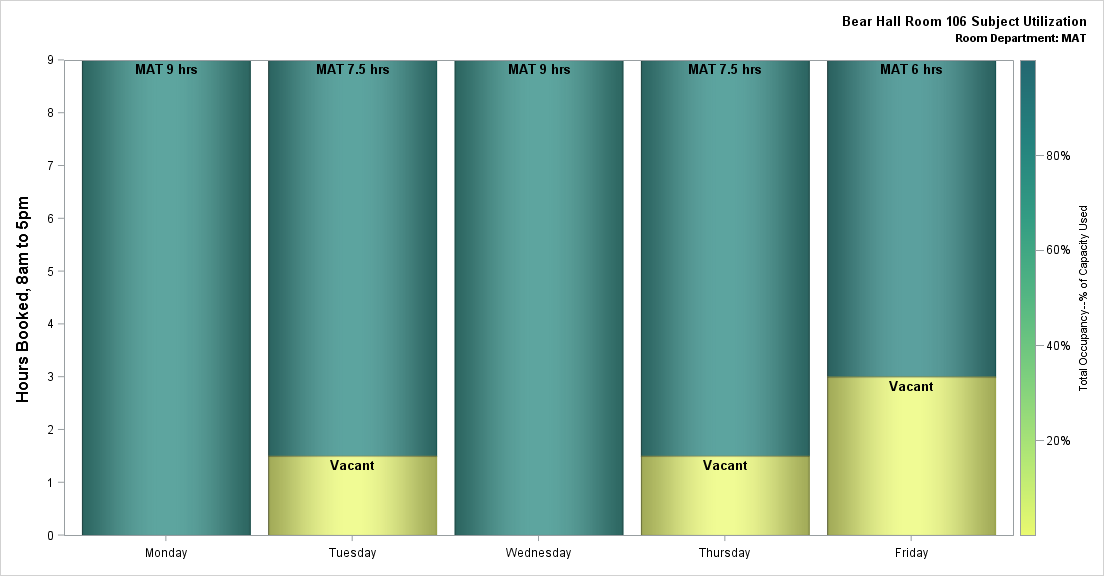 Bear Hall Room 106 Subject Utilization
Room Department: MAT
Hours Booked, 8am to 5pm
9
8
7
6
5
4
3
2
1
0
MAT 9 hrs
MAT 7.5 hrs
MAT 9 hrs
MAT 7.5 hrs
MAT 6 hrs
Vacant
Vacant
Vacant
Monday
Tuesday
Wednesday
Thursday
Friday
80%
60%
40%
20%
Total Occupancy--% of Capacity Used